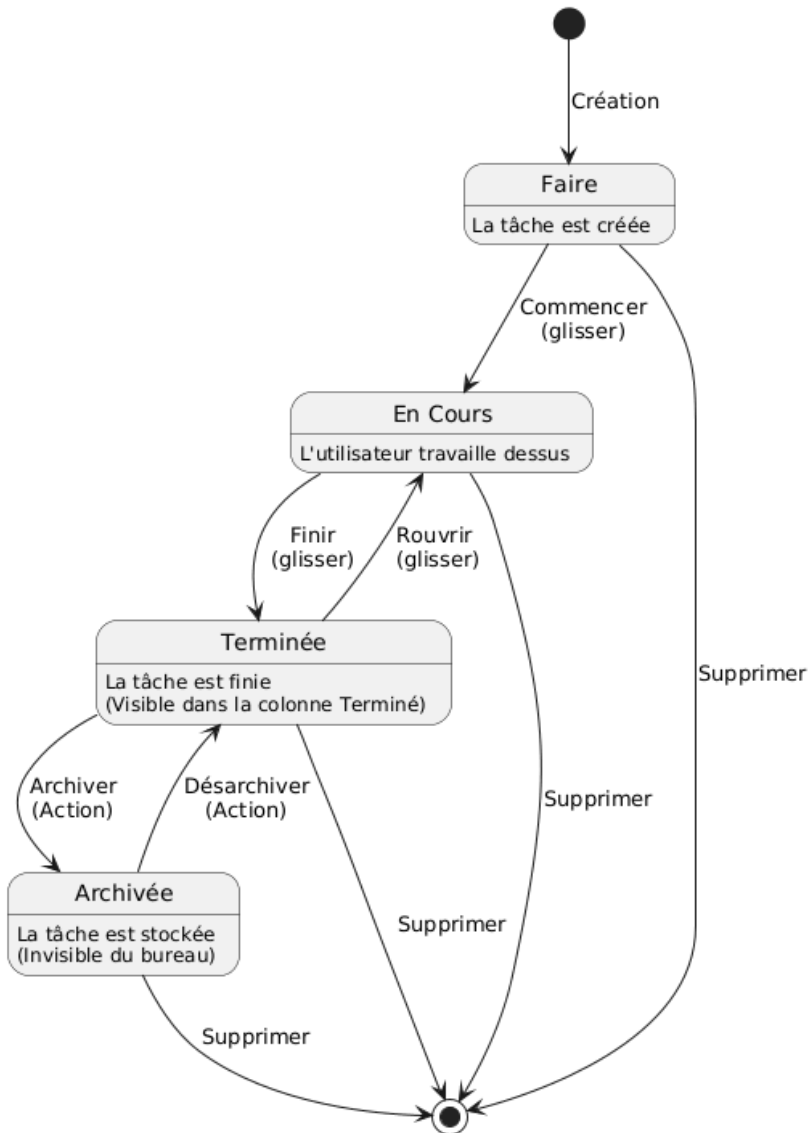 Création
Faire
La tâche est créée
Commencer
(glisser)
En Cours
L'utilisateur travaille dessus
Finir
(glisser)
Rouvrir
(glisser)
Terminée
La tâche est finie
(Visible dans la colonne Terminé)
Supprimer
Archiver
(Action)
Désarchiver
(Action)
Supprimer
Archivée
La tâche est stockée
(Invisible du bureau)
Supprimer
Supprimer